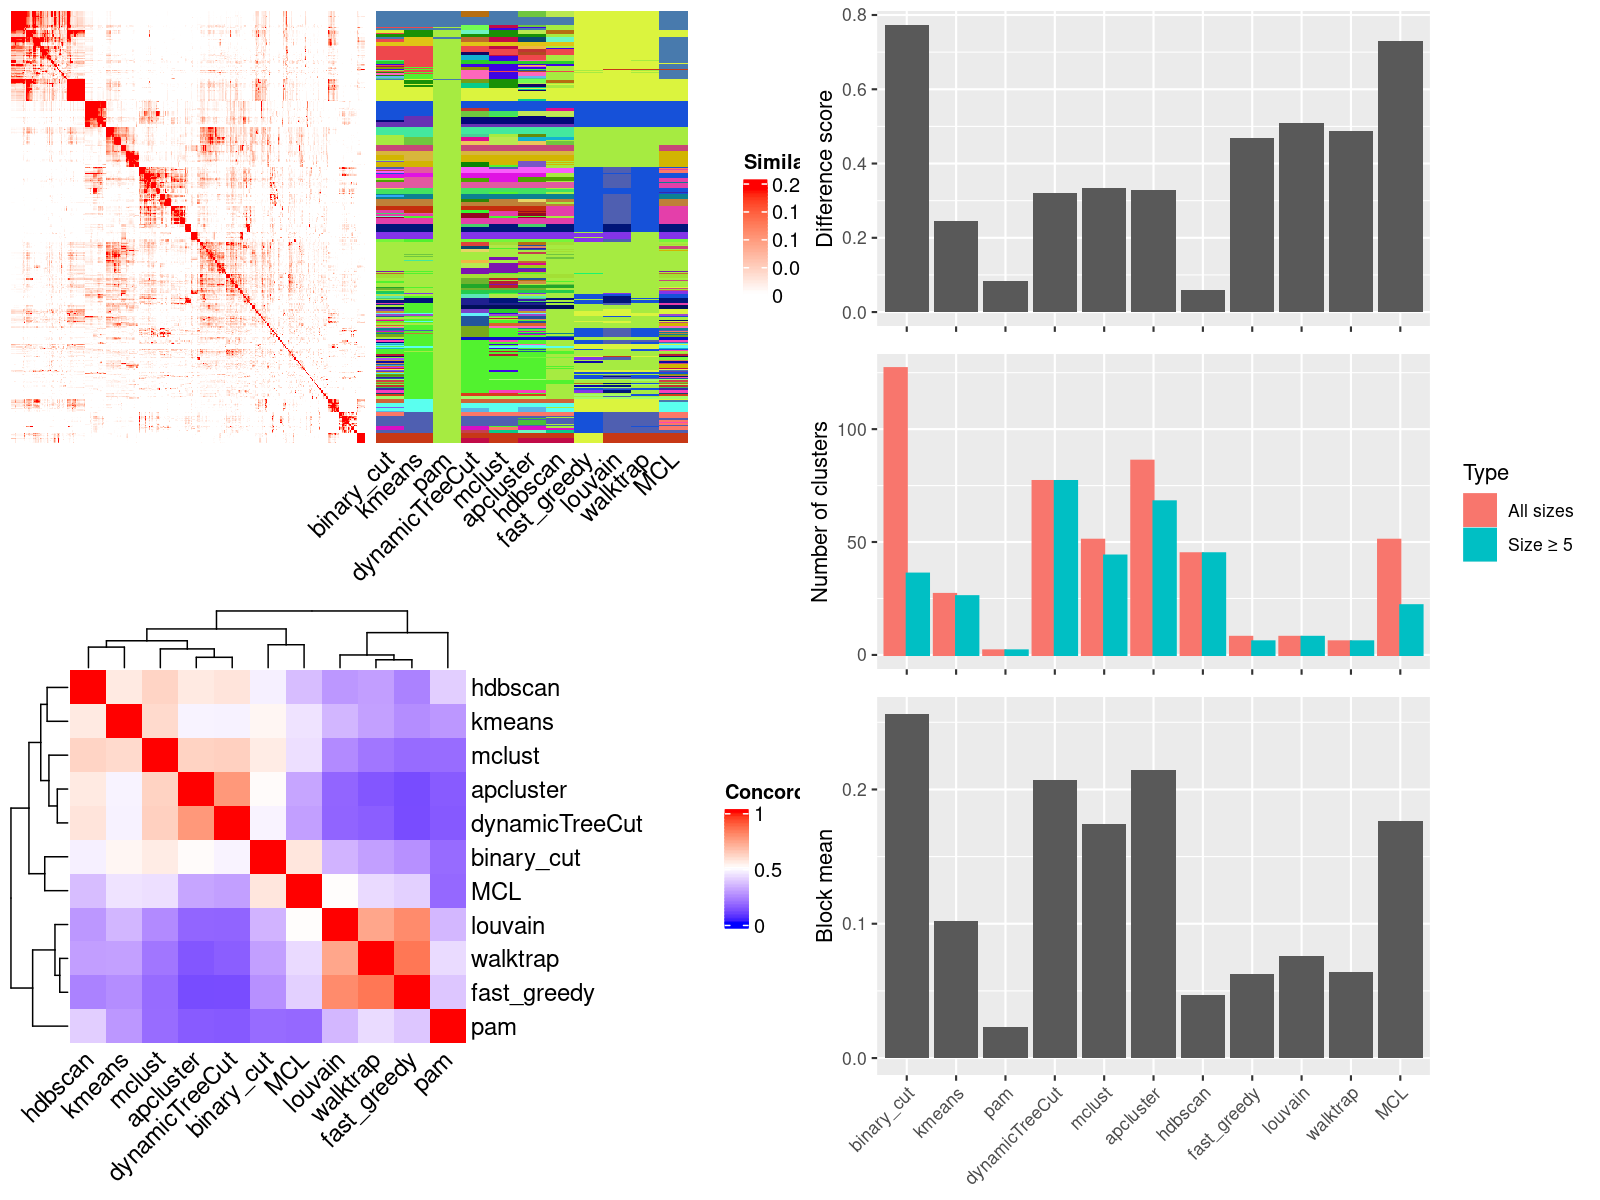 Simila
0.2
0.1
0.1
0.0
0
binary_cut
kmeans
pam
dynamicTreeCut
mclust
apcluster
hdbscan
fast_greedy
louvain
walktrap
MCL
hdbscan
kmeans
mclust
apcluster
dynamicTreeCut
binary_cut
MCL
louvain
walktrap
fast_greedy
pam
hdbscan
kmeans
mclust
apcluster
dynamicTreeCut
binary_cut
MCL
louvain
walktrap
fast_greedy
pam
Concord
1
0.5
0
Difference score
0.8
0.6
0.4
0.2
0.0
Number of clusters
100
50
0
Type
All sizes
Size ≥ 5
Block mean
0.2
0.1
0.0
binary_cut
kmeans
pam
dynamicTreeCut
mclust
apcluster
hdbscan
fast_greedy
louvain
walktrap
MCL